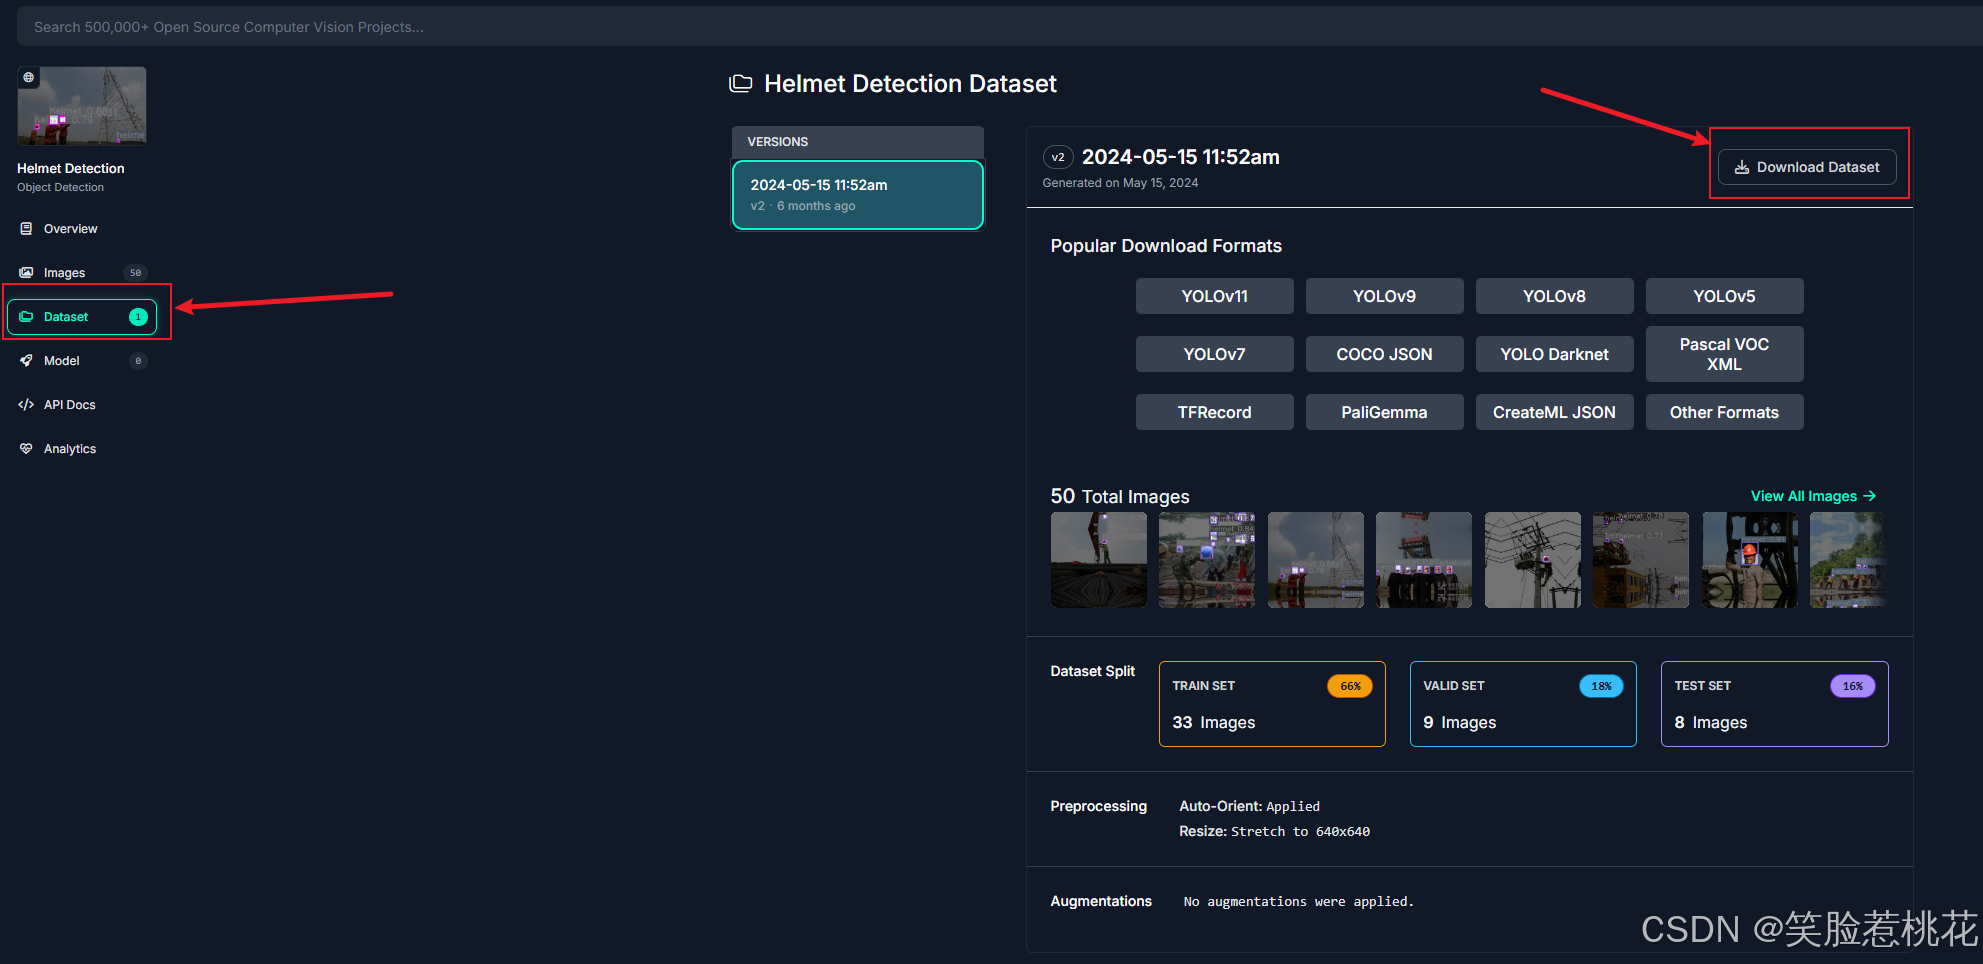 Search 500,000+ Open Source Computer Vision Projects...
Helmet Detection
Object Detection
Overview
Images 50
Dataset 1
Model 0
API Docs
Analytics
Helmet Detection Dataset
VERSIONS
2024-05-15 11:52am
v2 · 6 months ago
v2 2024-05-15 11:52am
Generated on May 15, 2024
Download Dataset
Popular Download Formats
YOLOv11 YOLOv9 YOLOv8 YOLOv5
YOLOv7 COCO JSON YOLO Darknet Pascal VOC
XML
TFRecord PaliGemma CreateML JSON Other Formats
50 Total Images
View All Images →
Dataset Split
TRAIN SET 66%
33 Images
VALID SET 18%
9 Images
TEST SET 16%
8 Images
Preprocessing
Auto-Orient: Applied
Resize: Stretch to 640x640
Augmentations
No augmentations were applied.
CSDN @笑脸惹桃花